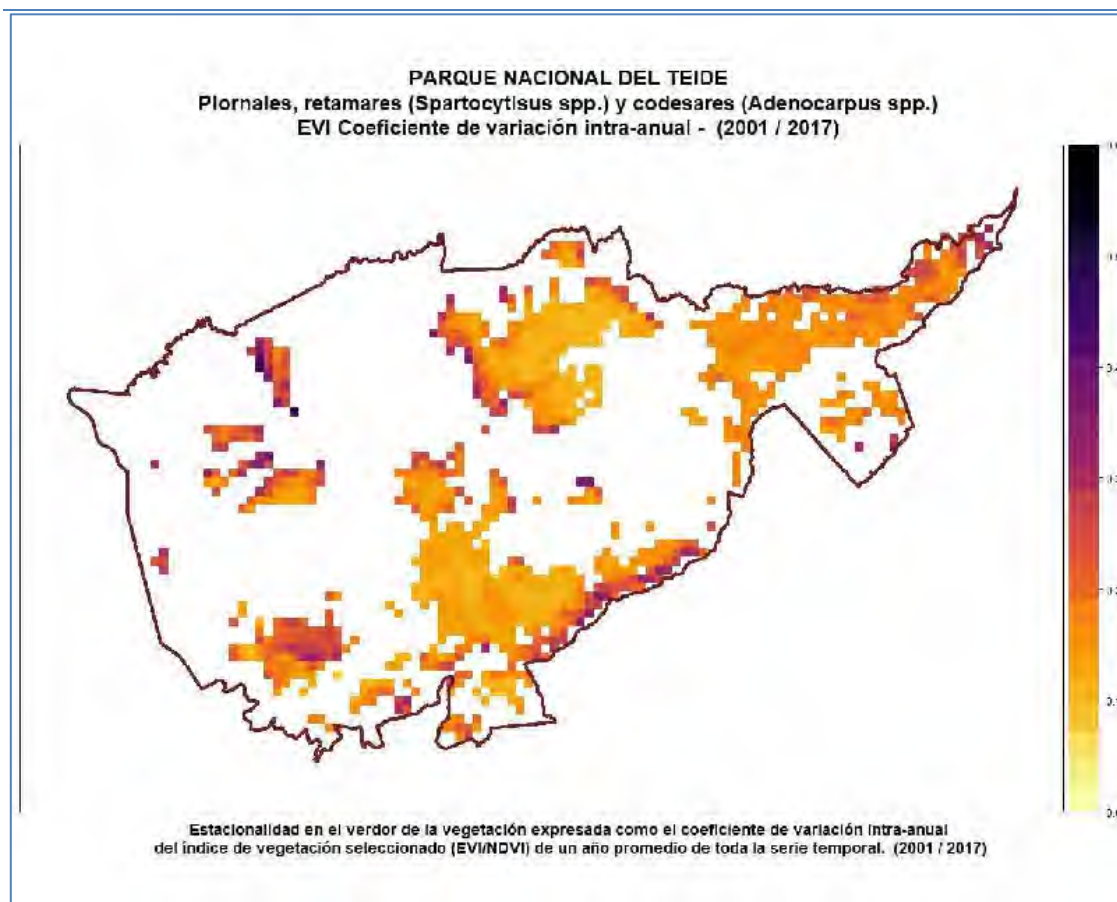 PARQUE NACIONAL DEL TEIDE
Piornales, retamares (Spartocytisus spp.) y codesares (Adenocarpus spp.)
EVI Coeficiente de variación intra-anual - (2001 / 2017)
Estacionalidad en el verdor de la vegetación expresada como el coeficiente de variación intra-anual
del índice de vegetación seleccionado (EVI/NDVI) de un año promedio de toda la serie temporal. (2001 / 2017)